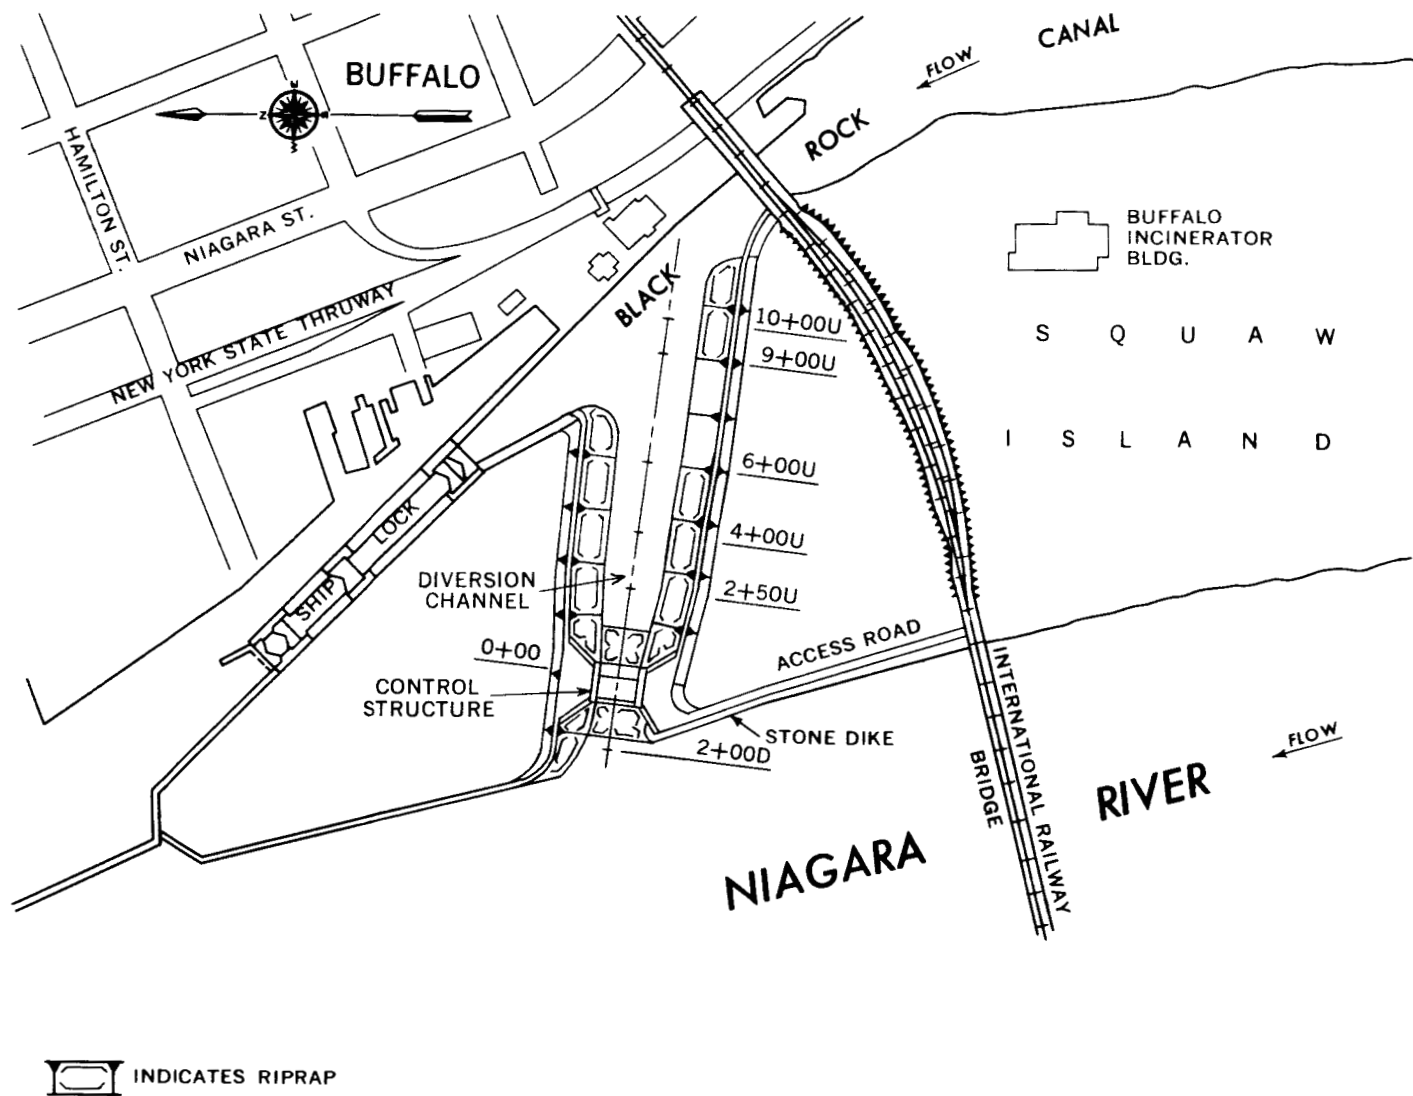 CANAL
FLOW
BUFFALO
N
E
S
W
ROCK
HAMILTON ST.
NIAGARA ST.
BUFFALO
INCINERATOR
BLDG.
BLACK
NEW YORK STATE THRUWAY
10+00U
9+00U
SQUAW
ISLAND
6+00U
LOCK
SHIP
4+00U
DIVERSION
CHANNEL
2+50U
0+00
ACCESS ROAD
CONTROL
STRUCTURE
STONE DIKE
2+00D
INTERNATIONAL RAILWAY
BRIDGE
FLOW
RIVER
NIAGARA
INDICATES RIPRAP